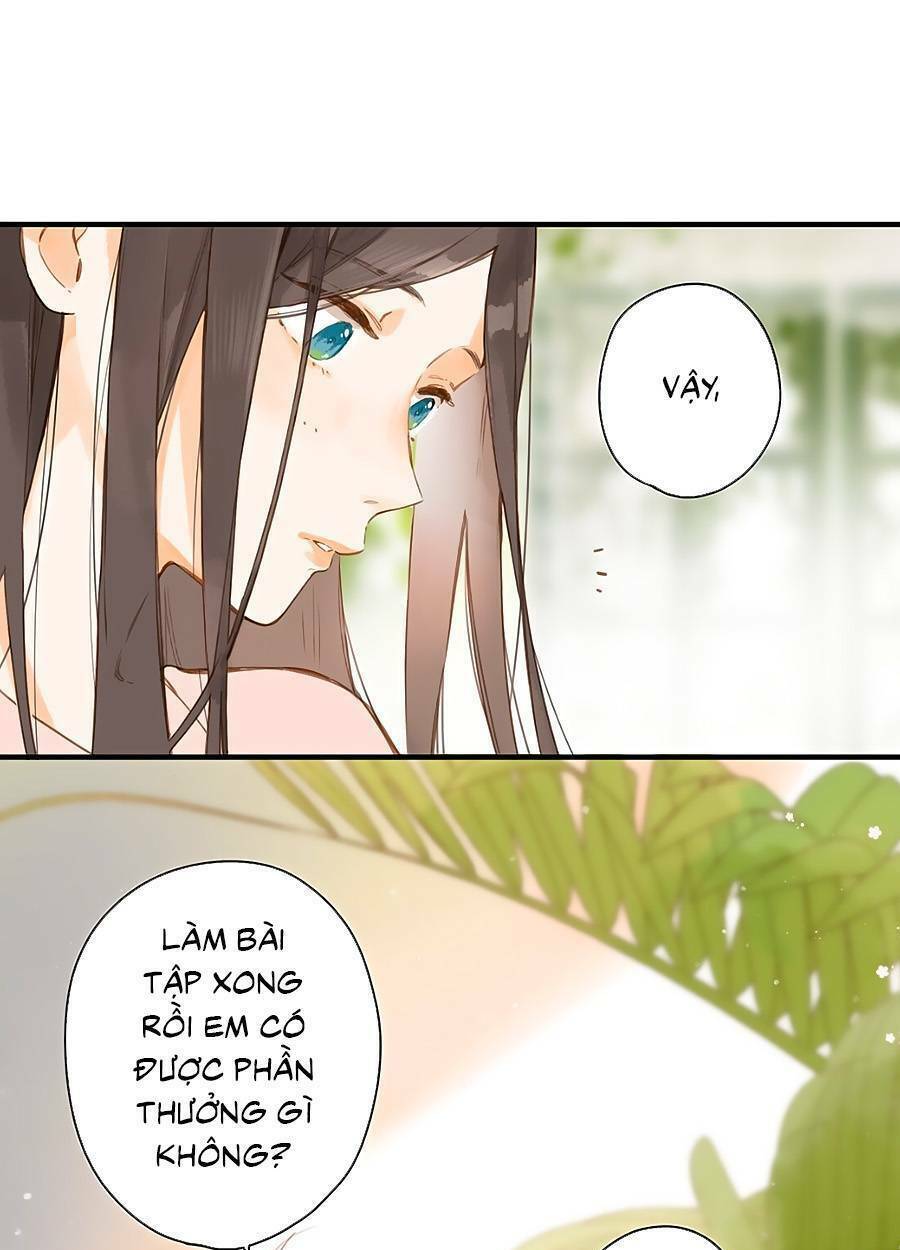 VẬY,
LÀM BÀI
TẬP XONG
RỒI EM CÓ
ĐƯỢC PHẦN
THƯỞNG GÌ
KHÔNG?